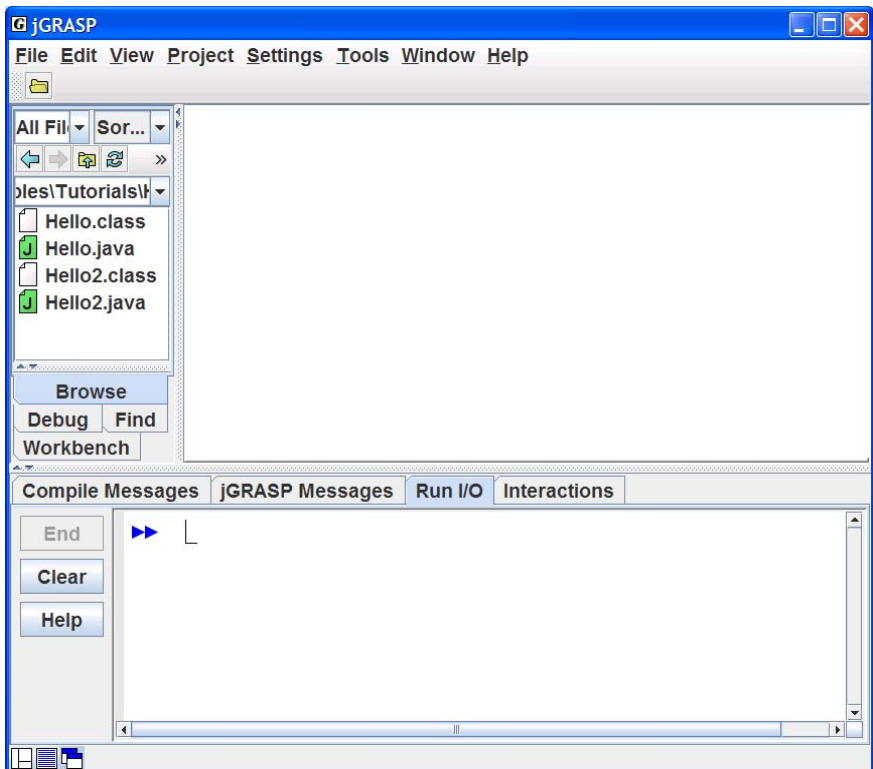 jGRASP
File Edit View Project Settings Tools Window Help
All Fil Sor... »
ples\Tutorials\H
Hello.class
Hello.java
Hello2.class
Hello2.java
Browse
Debug Find
Workbench
Compile Messages jGRASP Messages Run I/O Interactions
End
Clear
Help